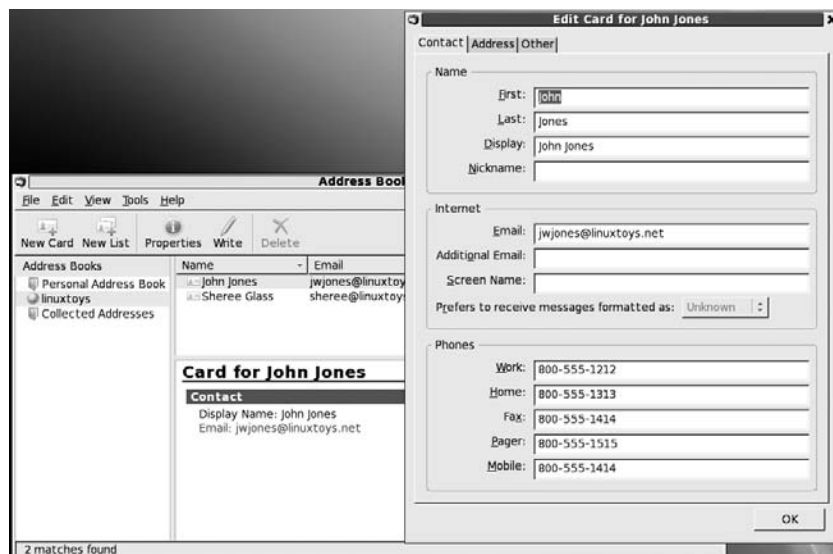 Edit Card for John Jones
Contact Address Other
Name
First: John
Last: Jones
Display: John Jones
Nickname:
Internet
Email: jwjones@linuxtoys.net
Additional Email:
Screen Name:
Prefers to receive messages formatted as: Unknown
Phones
Work: 800-555-1212
Home: 800-555-1313
Fax: 800-555-1414
Pager: 800-555-1515
Mobile: 800-555-1414
OK
Address Book
File Edit View Tools Help
New Card New List Properties Write Delete
Address Books
Personal Address Book
linuxtoys
Collected Addresses
Name Email
John Jones jwjones@linuxtoy
Sheree Glass sheree@linuxtoys
Card for John Jones
Contact
Display Name: John Jones
Email: jwjones@linuxtoys.net
2 matches found